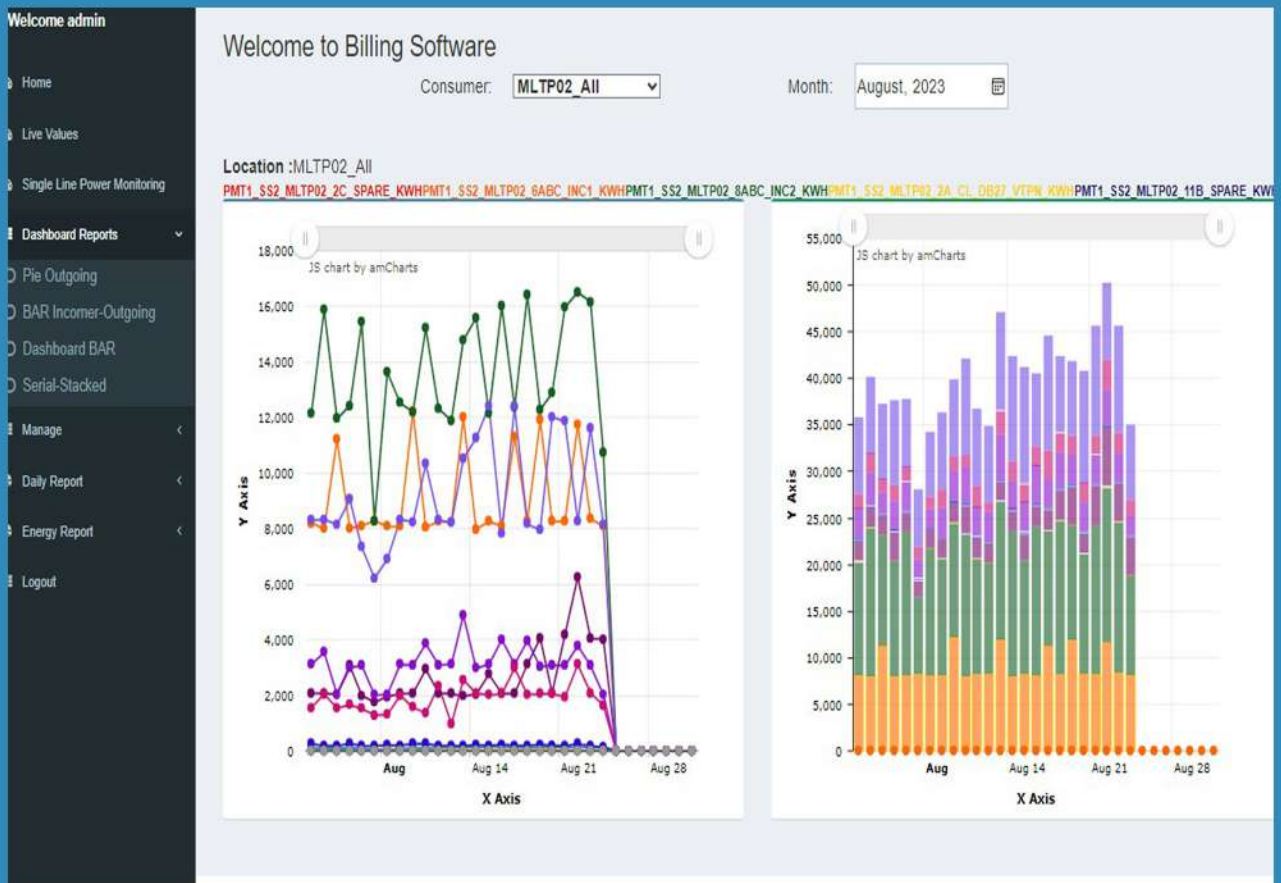 Welcome admin
Home
Live Values
Single Line Power Monitoring
Dashboard Reports
Pie Outgoing
BAR Incomer-Outgoing
Dashboard BAR
Serial-Stacked
Manage
Daily Report
Energy Report
Logout
Welcome to Billing Software
Consumer: MLTP02_All Month: August, 2023
Location :MLTP02_All
PMT1_SS2_MLTP02_2C_SPARE_KWHPMT1_SS2_MLTP02_6ABC_INC1_KWHPMT1_SS2_MLTP02_8ABC_INC2_KWHPMT1_SS2_MLTP02_2A_CL_DB27_VTPN_KWHPMT1_SS2_MLTP02_11B_SPARE_KWH
JS chart by amCharts
18,000
16,000
14,000
12,000
10,000
8,000
6,000
4,000
2,000
0
Y Axis
Aug Aug 14 Aug 21 Aug 28
X Axis
JS chart by amCharts
55,000
50,000
45,000
40,000
35,000
30,000
25,000
20,000
15,000
10,000
5,000
0
Y Axis
Aug Aug 14 Aug 21 Aug 28
X Axis